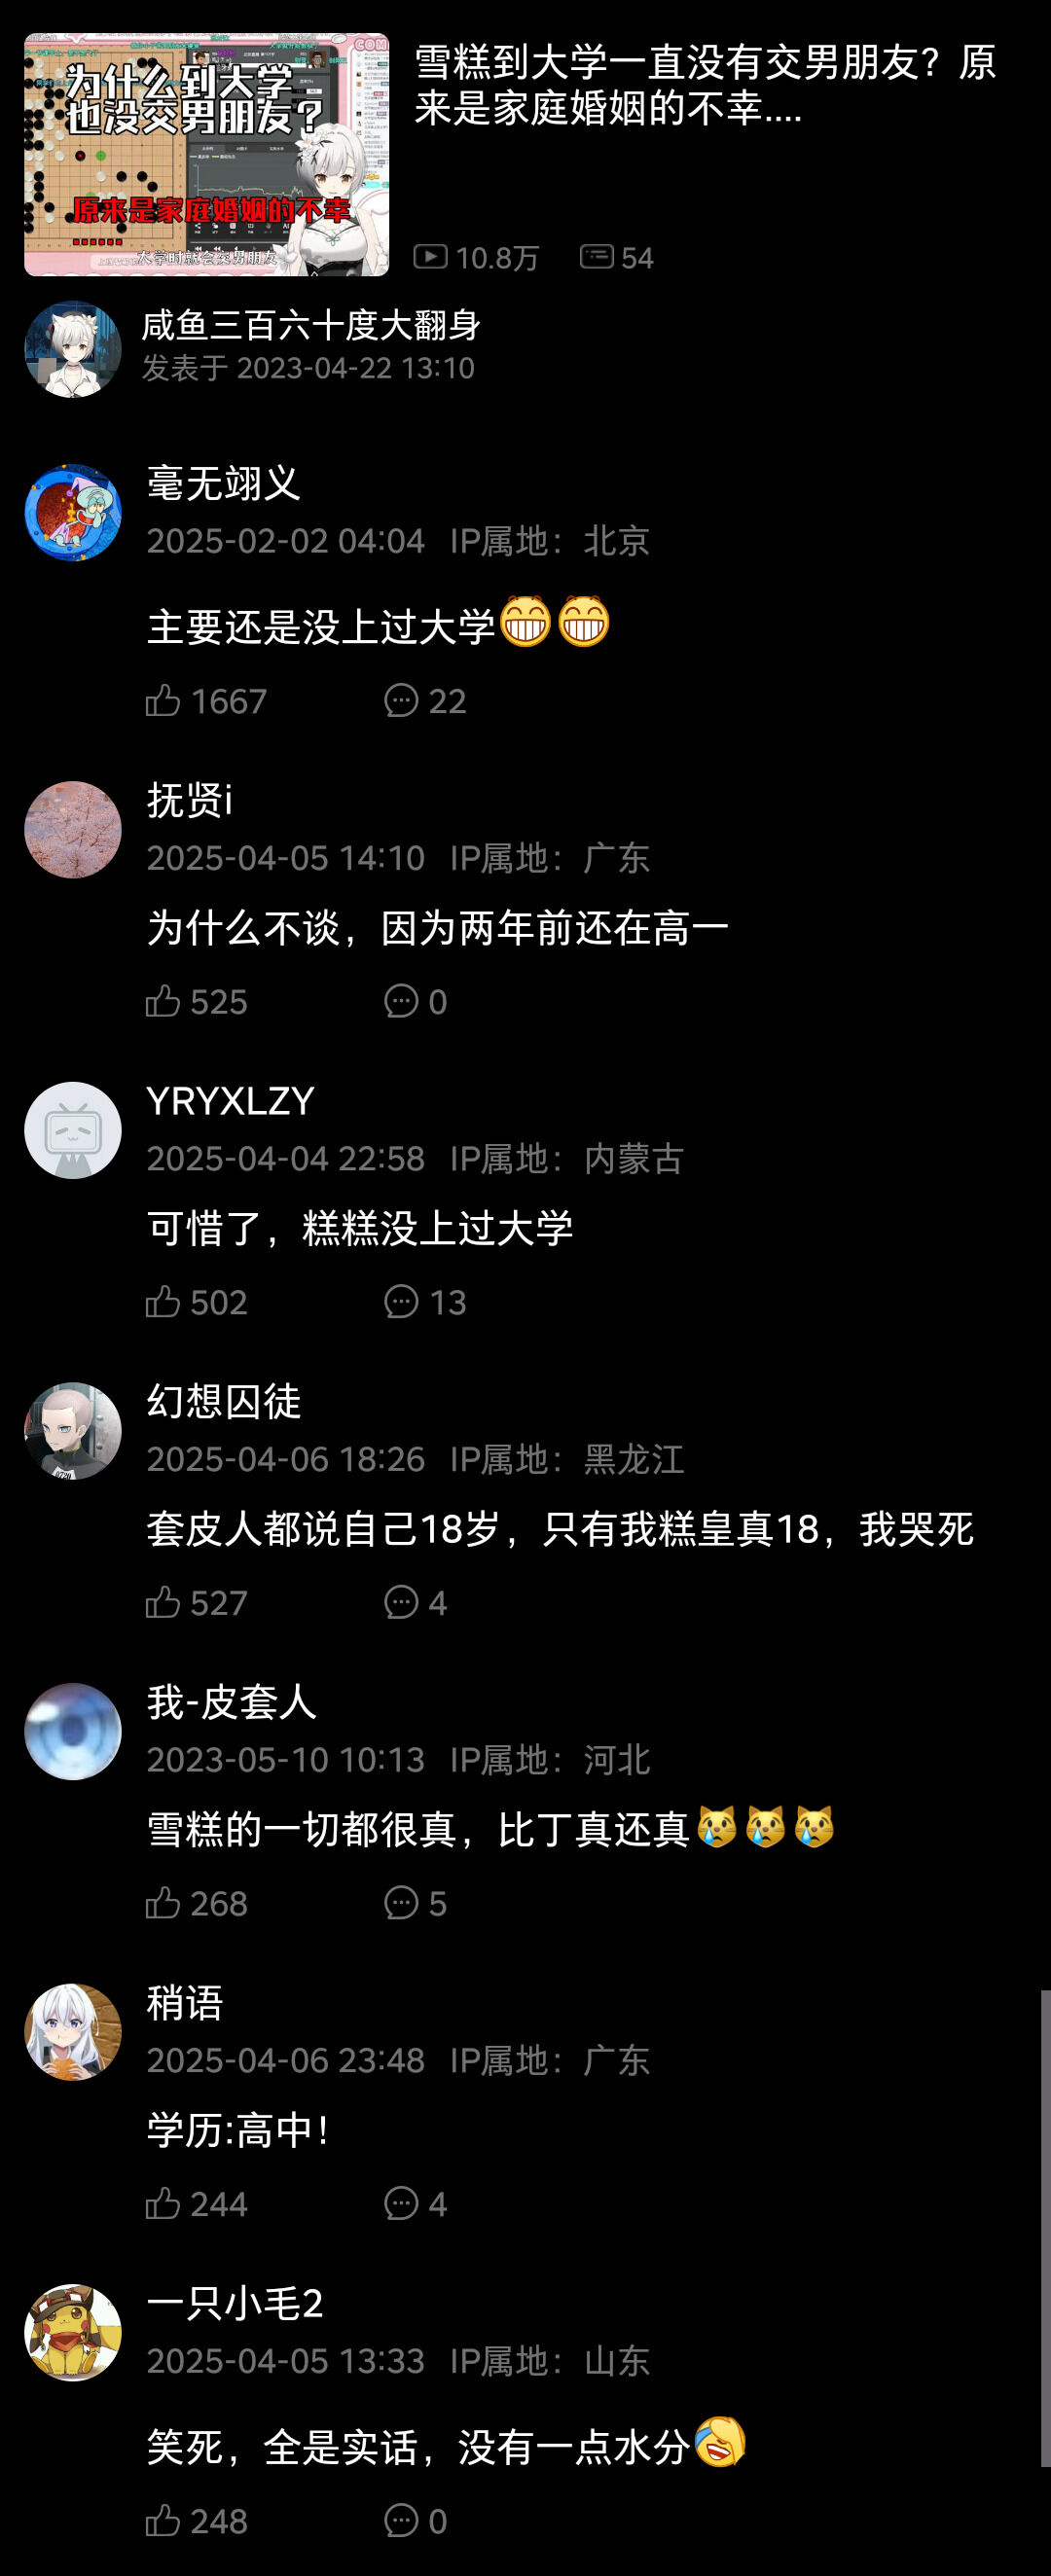 为什么到大学
也没交男朋友？
原来是家庭婚姻的不幸
......
大学时就会交男朋友
雪糕到大学一直没有交男朋友？原
来是家庭婚姻的不幸....
10.8万 54
咸鱼三百六十度大翻身
发表于 2023-04-22 13:10
毫无翊义
2025-02-02 04:04 IP属地：北京
主要还是没上过大学😁😁
1667 22
抚贤i
2025-04-05 14:10 IP属地：广东
为什么不谈，因为两年前还在高一
525 0
YRYXLZY
2025-04-04 22:58 IP属地：内蒙古
可惜了，糕糕没上过大学
502 13
幻想囚徒
2025-04-06 18:26 IP属地：黑龙江
套皮人都说自己18岁，只有我糕皇真18，我哭死
527 4
我-皮套人
2023-05-10 10:13 IP属地：河北
雪糕的一切都很真，比丁真还真😿😿😿
268 5
稍语
2025-04-06 23:48 IP属地：广东
学历:高中！
244 4
一只小毛2
2025-04-05 13:33 IP属地：山东
笑死，全是实话，没有一点水分
248 0